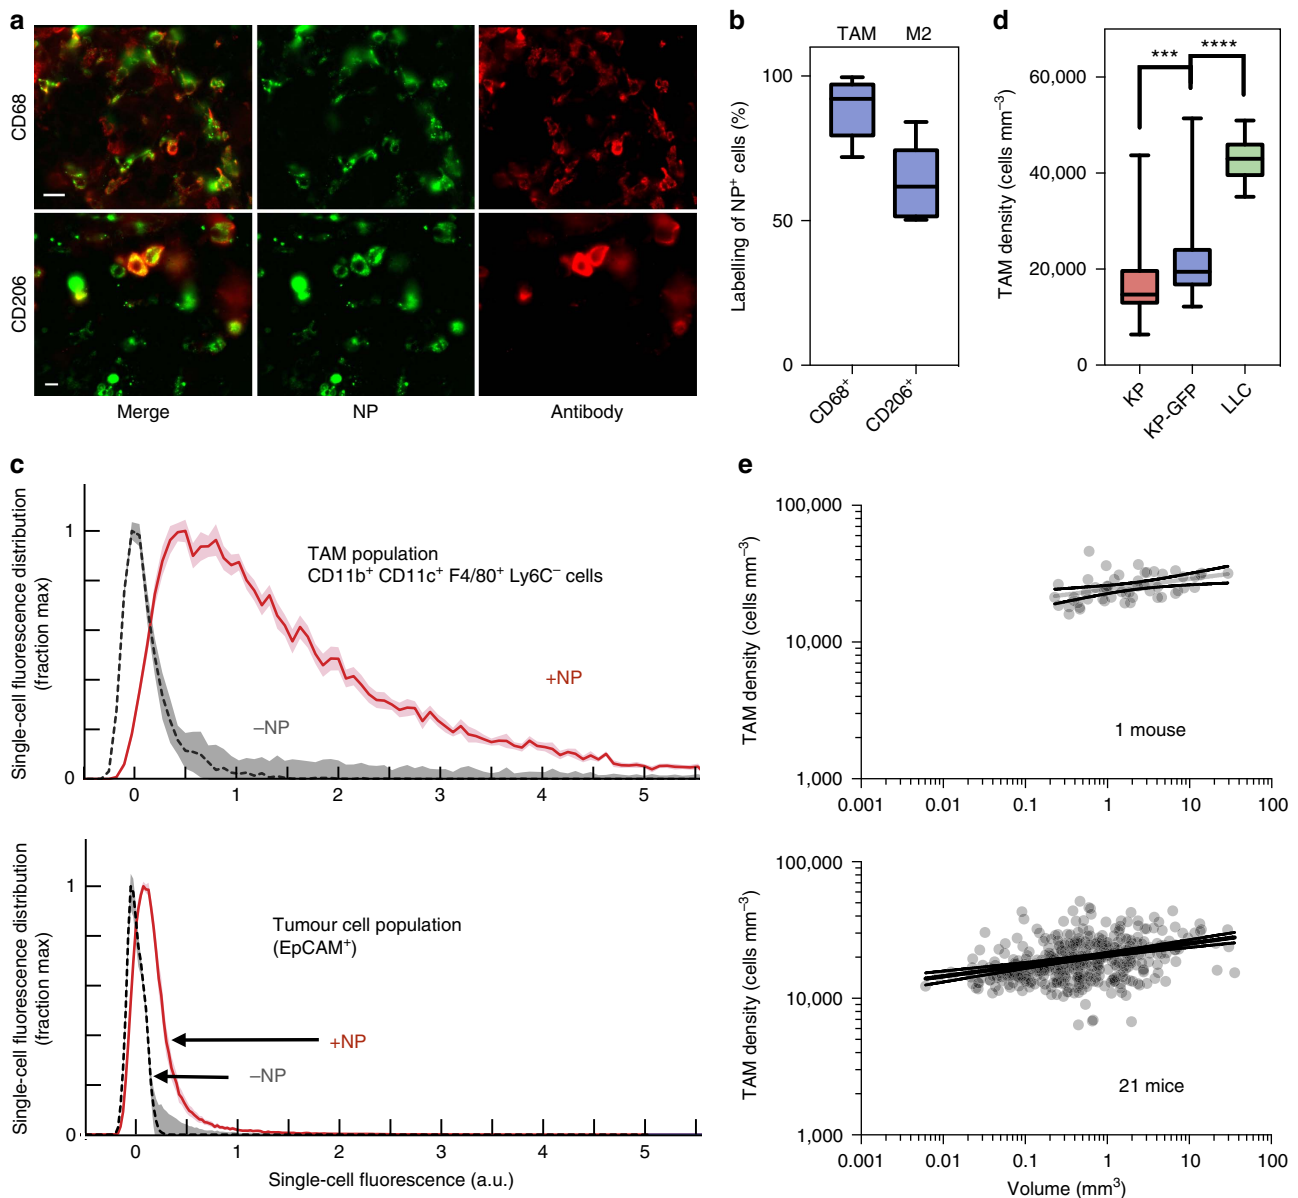 a
CD68
CD206
Merge
NP
Antibody
b
TAM M2
Labelling of NP⁺ cells (%)
100
50
0
CD68⁺
CD206⁺
d
****
***
TAM density (cells mm⁻³)
60,000
40,000
20,000
0
KP
KP-GFP
LLC
c
Single-cell fluorescence distribution
(fraction max)
1
0
TAM population
CD11b⁺ CD11c⁺ F4/80⁺ Ly6C⁻ cells
+NP
–NP
0 1 2 3 4 5
Single-cell fluorescence distribution
(fraction max)
1
0
Tumour cell population
(EpCAM⁺)
+NP
–NP
0 1 2 3 4 5
Single-cell fluorescence (a.u.)
e
TAM density (cells mm⁻³)
100,000
10,000
1,000
1 mouse
0.001 0.01 0.1 1 10 100
TAM density (cells mm⁻³)
100,000
10,000
1,000
21 mice
0.001 0.01 0.1 1 10 100
Volume (mm³)